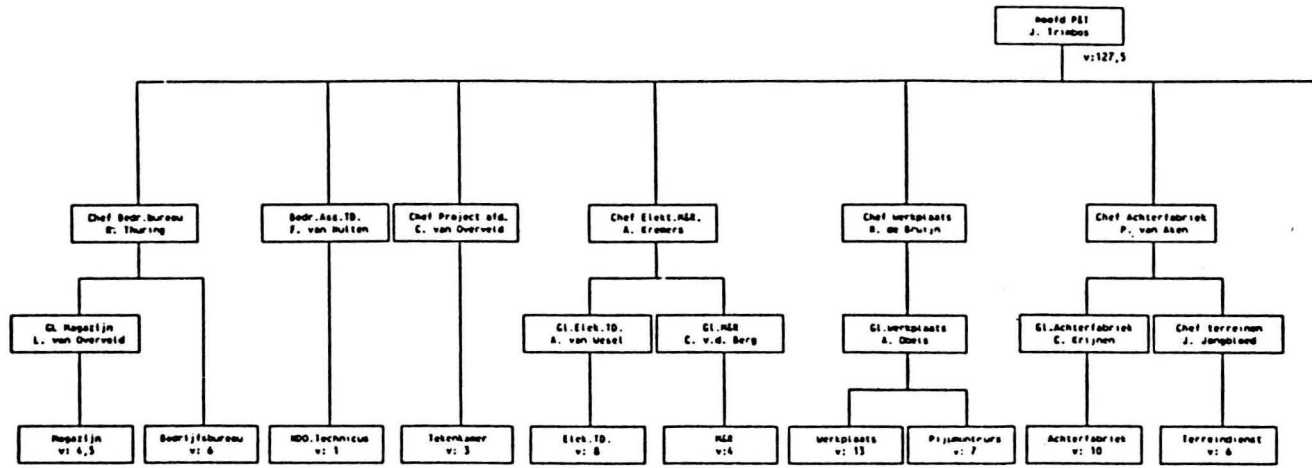 Hoofd P&T
J. Trimbos
v:127,5
Chef Bedr.bureau
R. Thuring
Bedr.Ass.TD.
F. van Hulten
Chef Project afd.
C. van Overveld
Chef Elekt.M&R.
A. Kremers
Chef werkplaats
R. de Bruijn
Chef Achterfabriek
P. van Aken
GL Magazijn
L. van Overveld
Gl.Elek.TD.
A. van Wesel
Gl.M&R
C. v.d. Berg
Gl.werkplaats
A. Obels
Gl.Achterfabriek
C. Krijnen
Chef terreinen
J. Jongbloed
Magazijn
v: 4,5
Bedrijfsbureau
v: 6
NDO.Technicus
v: 1
Tekenkamer
v: 3
Elek.TD.
v: 8
M&R
v:4
Werkplaats
v: 13
Pijpmonteurs
v: 7
Achterfabriek
v: 10
Terreindienst
v: 6